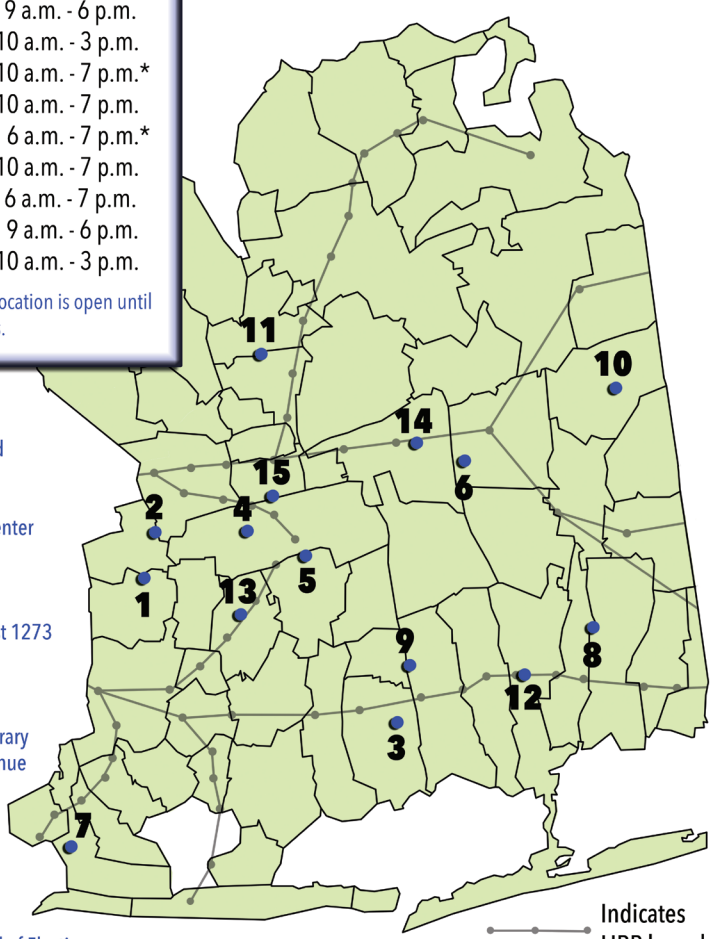 9 a.m. - 6 p.m.
10 a.m. - 3 p.m.
10 a.m. - 7 p.m.*
10 a.m. - 7 p.m.
6 a.m. - 7 p.m.*
10 a.m. - 7 p.m.
6 a.m. - 7 p.m.
9 a.m. - 6 p.m.
10 a.m. - 3 p.m.
ocation is open until
s.
11
10
14
d
15
6
2
4
enter
5
1
13
t 1273
9
8
12
rary
nue
3
7
Indicates